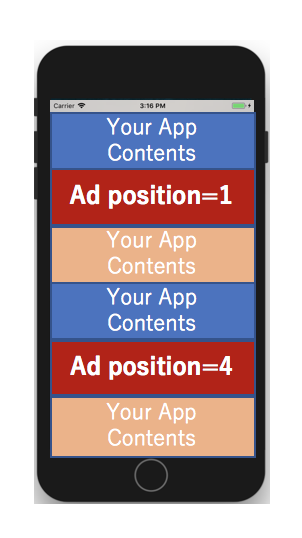 Carrier 3:16 PM
Your App
Contents
Ad position=1
Your App
Contents
Your App
Contents
Ad position=4
Your App
Contents